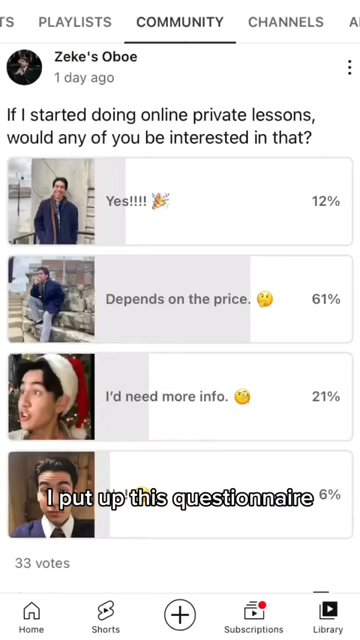 TS PLAYLISTS COMMUNITY CHANNELS A
Zeke's Oboe
1 day ago
If I started doing online private lessons,
would any of you be interested in that?
Yes!!!! 🎉 12%
Depends on the price. 🤔 61%
I'd need more info. 🧐 21%
I put up this questionnaire 6%
33 votes
Home Shorts Subscriptions Library